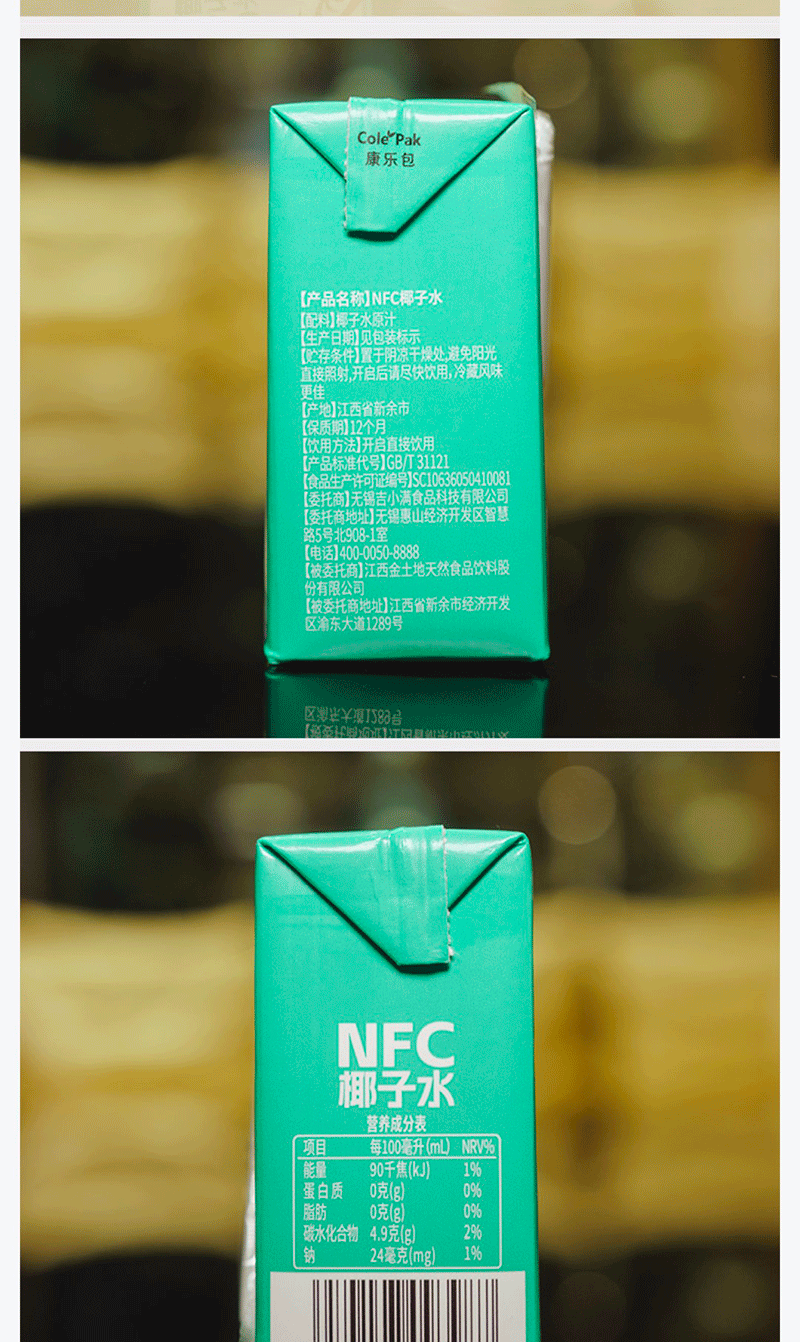 Cole Pak
康乐包
【产品名称】NFC椰子水
【配料】椰子水原汁
【生产日期】见包装标示
【贮存条件】置于阴凉干燥处,避免阳光
直接照射,开启后请尽快饮用,冷藏风味
更佳
【产地】江西省新余市
【保质期】12个月
【饮用方法】开启直接饮用
【产品标准代号】GB/T 31121
【食品生产许可证编号】SC10636050410081
【委托商】无锡吉小满食品科技有限公司
【委托商地址】无锡惠山经济开发区智慧
路5号北908-1室
【电话】400-0050-8888
【被委托商】江西金土地天然食品饮料股
份有限公司
【被委托商地址】江西省新余市经济开发
区渝东大道1289号
NFC
椰子水
营养成分表
项目 每100毫升(mL) NRV%
能量 90千焦(kJ) 1%
蛋白质 0克(g) 0%
脂肪 0克(g) 0%
碳水化合物 4.9克(g) 2%
钠 24毫克(mg) 1%